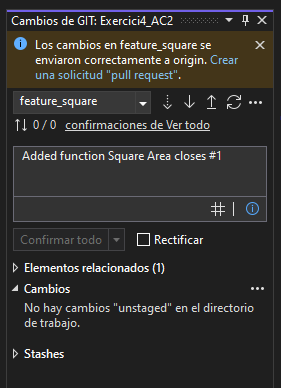 Cambios de GIT: Exercici4_AC2
Los cambios en feature_square se
enviaron correctamente a origin. Crear
una solicitud "pull request".
feature_square
0 / 0 confirmaciones de Ver todo
Added function Square Area closes #1
Confirmar todo Rectificar
Elementos relacionados (1)
Cambios
No hay cambios "unstaged" en el directorio
de trabajo.
Stashes